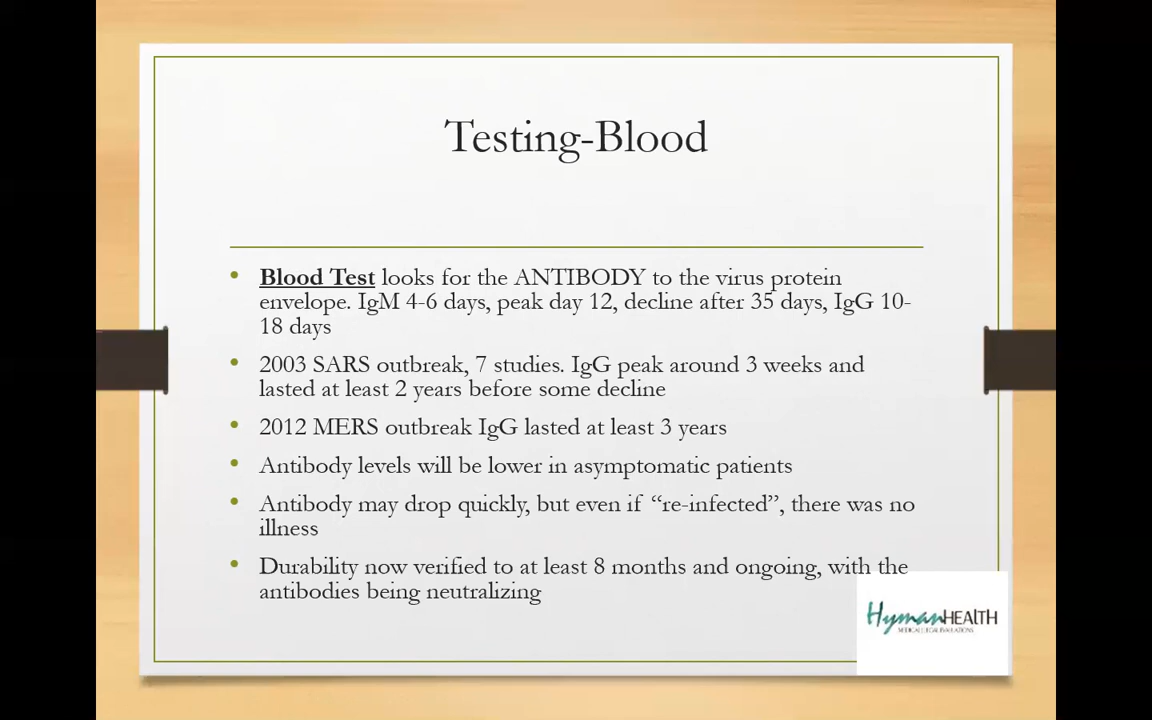 Testing-Blood
• Blood Test looks for the ANTIBODY to the virus protein
envelope. IgM 4-6 days, peak day 12, decline after 35 days, IgG 10-
18 days
• 2003 SARS outbreak, 7 studies. IgG peak around 3 weeks and
lasted at least 2 years before some decline
• 2012 MERS outbreak IgG lasted at least 3 years
• Antibody levels will be lower in asymptomatic patients
• Antibody may drop quickly, but even if “re-infected”, there was no
illness
• Durability now verified to at least 8 months and ongoing, with the
antibodies being neutralizing
HymanHEALTH
MEDICAL LEGAL EVALUATIONS